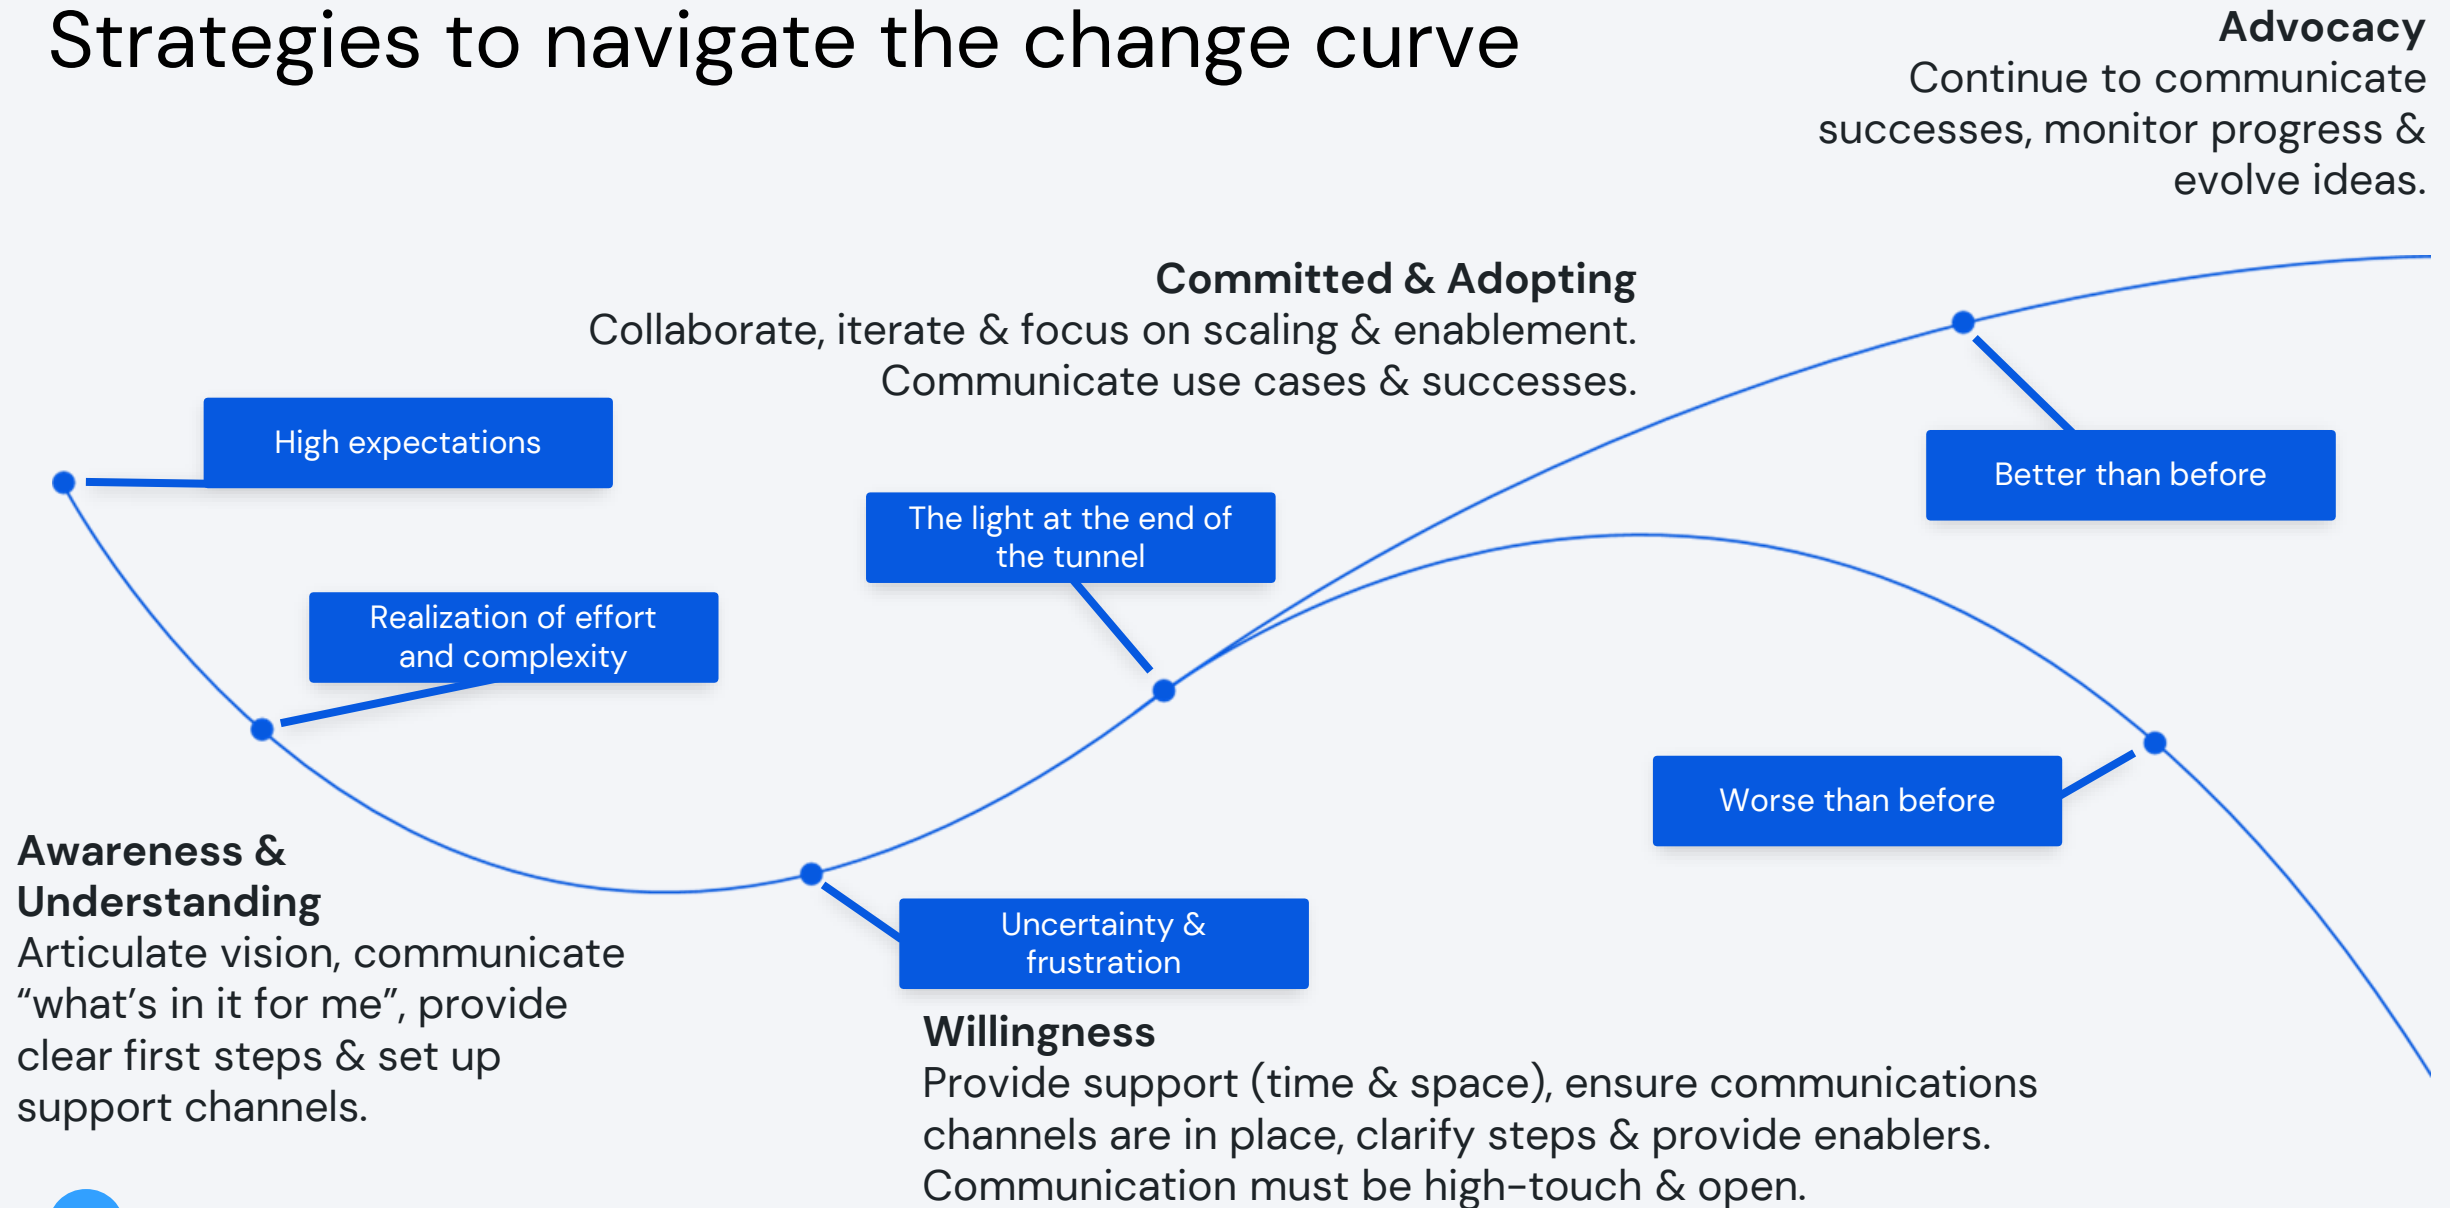 Strategies to navigate the change curve
Advocacy
Continue to communicate
successes, monitor progress &
evolve ideas.
Committed & Adopting
Collaborate, iterate & focus on scaling & enablement.
Communicate use cases & successes.
High expectations
Better than before
The light at the end of
the tunnel
Realization of effort
and complexity
Worse than before
Awareness &
Understanding
Articulate vision, communicate
“what’s in it for me”, provide
clear first steps & set up
support channels.
Uncertainty &
frustration
Willingness
Provide support (time & space), ensure communications
channels are in place, clarify steps & provide enablers.
Communication must be high-touch & open.